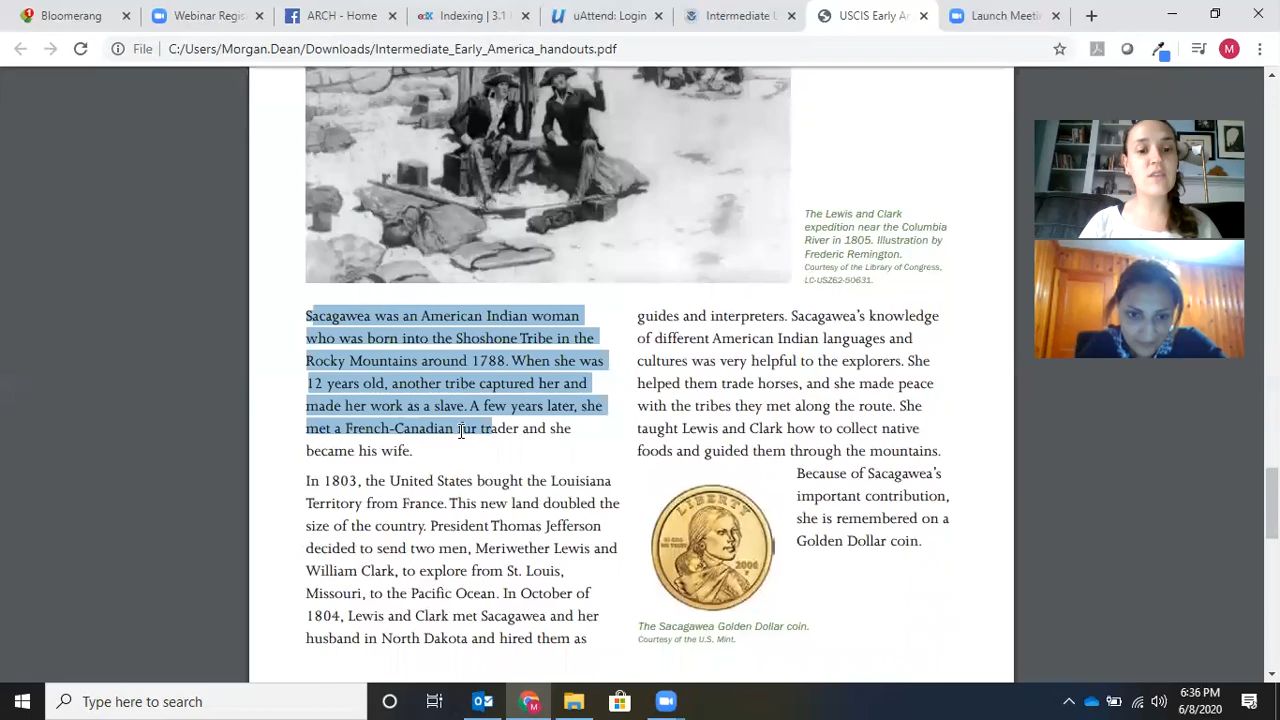 Bloomerang
Webinar Regis
ARCH - Home
Indexing | 3.1
uAttend: Login
Intermediate
USCIS Early A
Launch Meeti
File
C:/Users/Morgan.Dean/Downloads/Intermediate_Early_America_handouts.pdf
M
The Lewis and Clark
expedition near the Columbia
River in 1805. Illustration by
Frederic Remington.
Courtesy of the Library of Congress,
LC-USZ62-50631.
Sacagawea was an American Indian woman
who was born into the Shoshone Tribe in the
Rocky Mountains around 1788. When she was
12 years old, another tribe captured her and
made her work as a slave. A few years later, she
met a French-Canadian fur trader and she
became his wife.
In 1803, the United States bought the Louisiana
Territory from France. This new land doubled the
size of the country. President Thomas Jefferson
decided to send two men, Meriwether Lewis and
William Clark, to explore from St. Louis,
Missouri, to the Pacific Ocean. In October of
1804, Lewis and Clark met Sacagawea and her
husband in North Dakota and hired them as
guides and interpreters. Sacagawea's knowledge
of different American Indian languages and
cultures was very helpful to the explorers. She
helped them trade horses, and she made peace
with the tribes they met along the route. She
taught Lewis and Clark how to collect native
foods and guided them through the mountains.
Because of Sacagawea's
important contribution,
she is remembered on a
Golden Dollar coin.
LIBERTY
2006
P
The Sacagawea Golden Dollar coin.
Courtesy of the U.S. Mint.
Type here to search
6:36 PM
6/8/2020